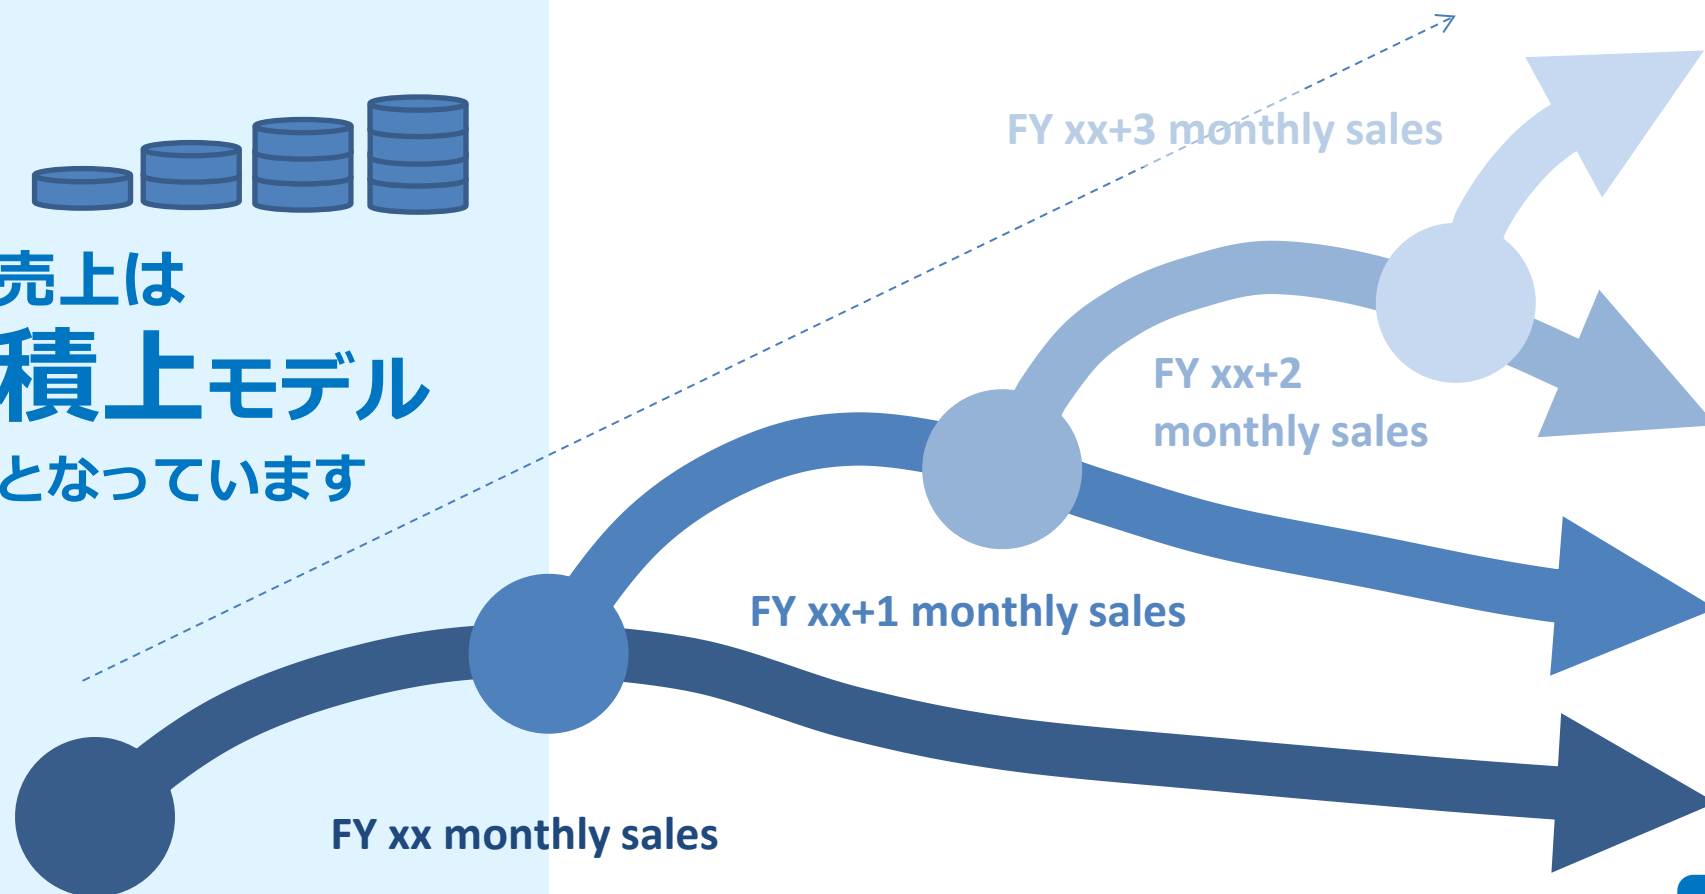 売上は
積上モデル
となっています
FY xx+3 monthly sales
FY xx+2
monthly sales
FY xx+1 monthly sales
FY xx monthly sales